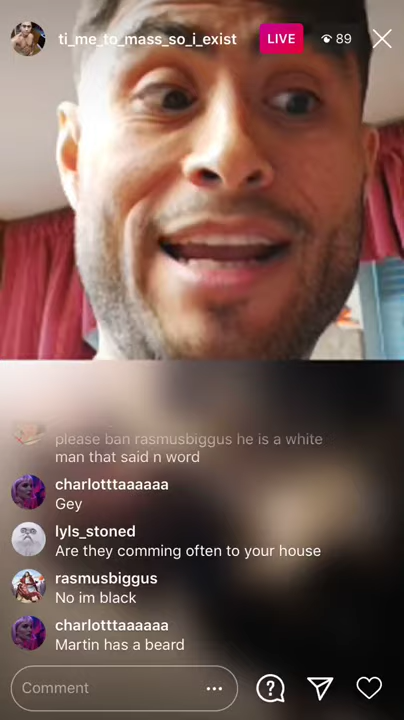 ti_me_to_mass_so_i_exist LIVE 89
please ban rasmusbiggus he is a white
man that said n word
charlotttaaaaaa
Gey
lyls_stoned
Are they comming often to your house
rasmusbiggus
No im black
charlotttaaaaaa
Martin has a beard
Comment